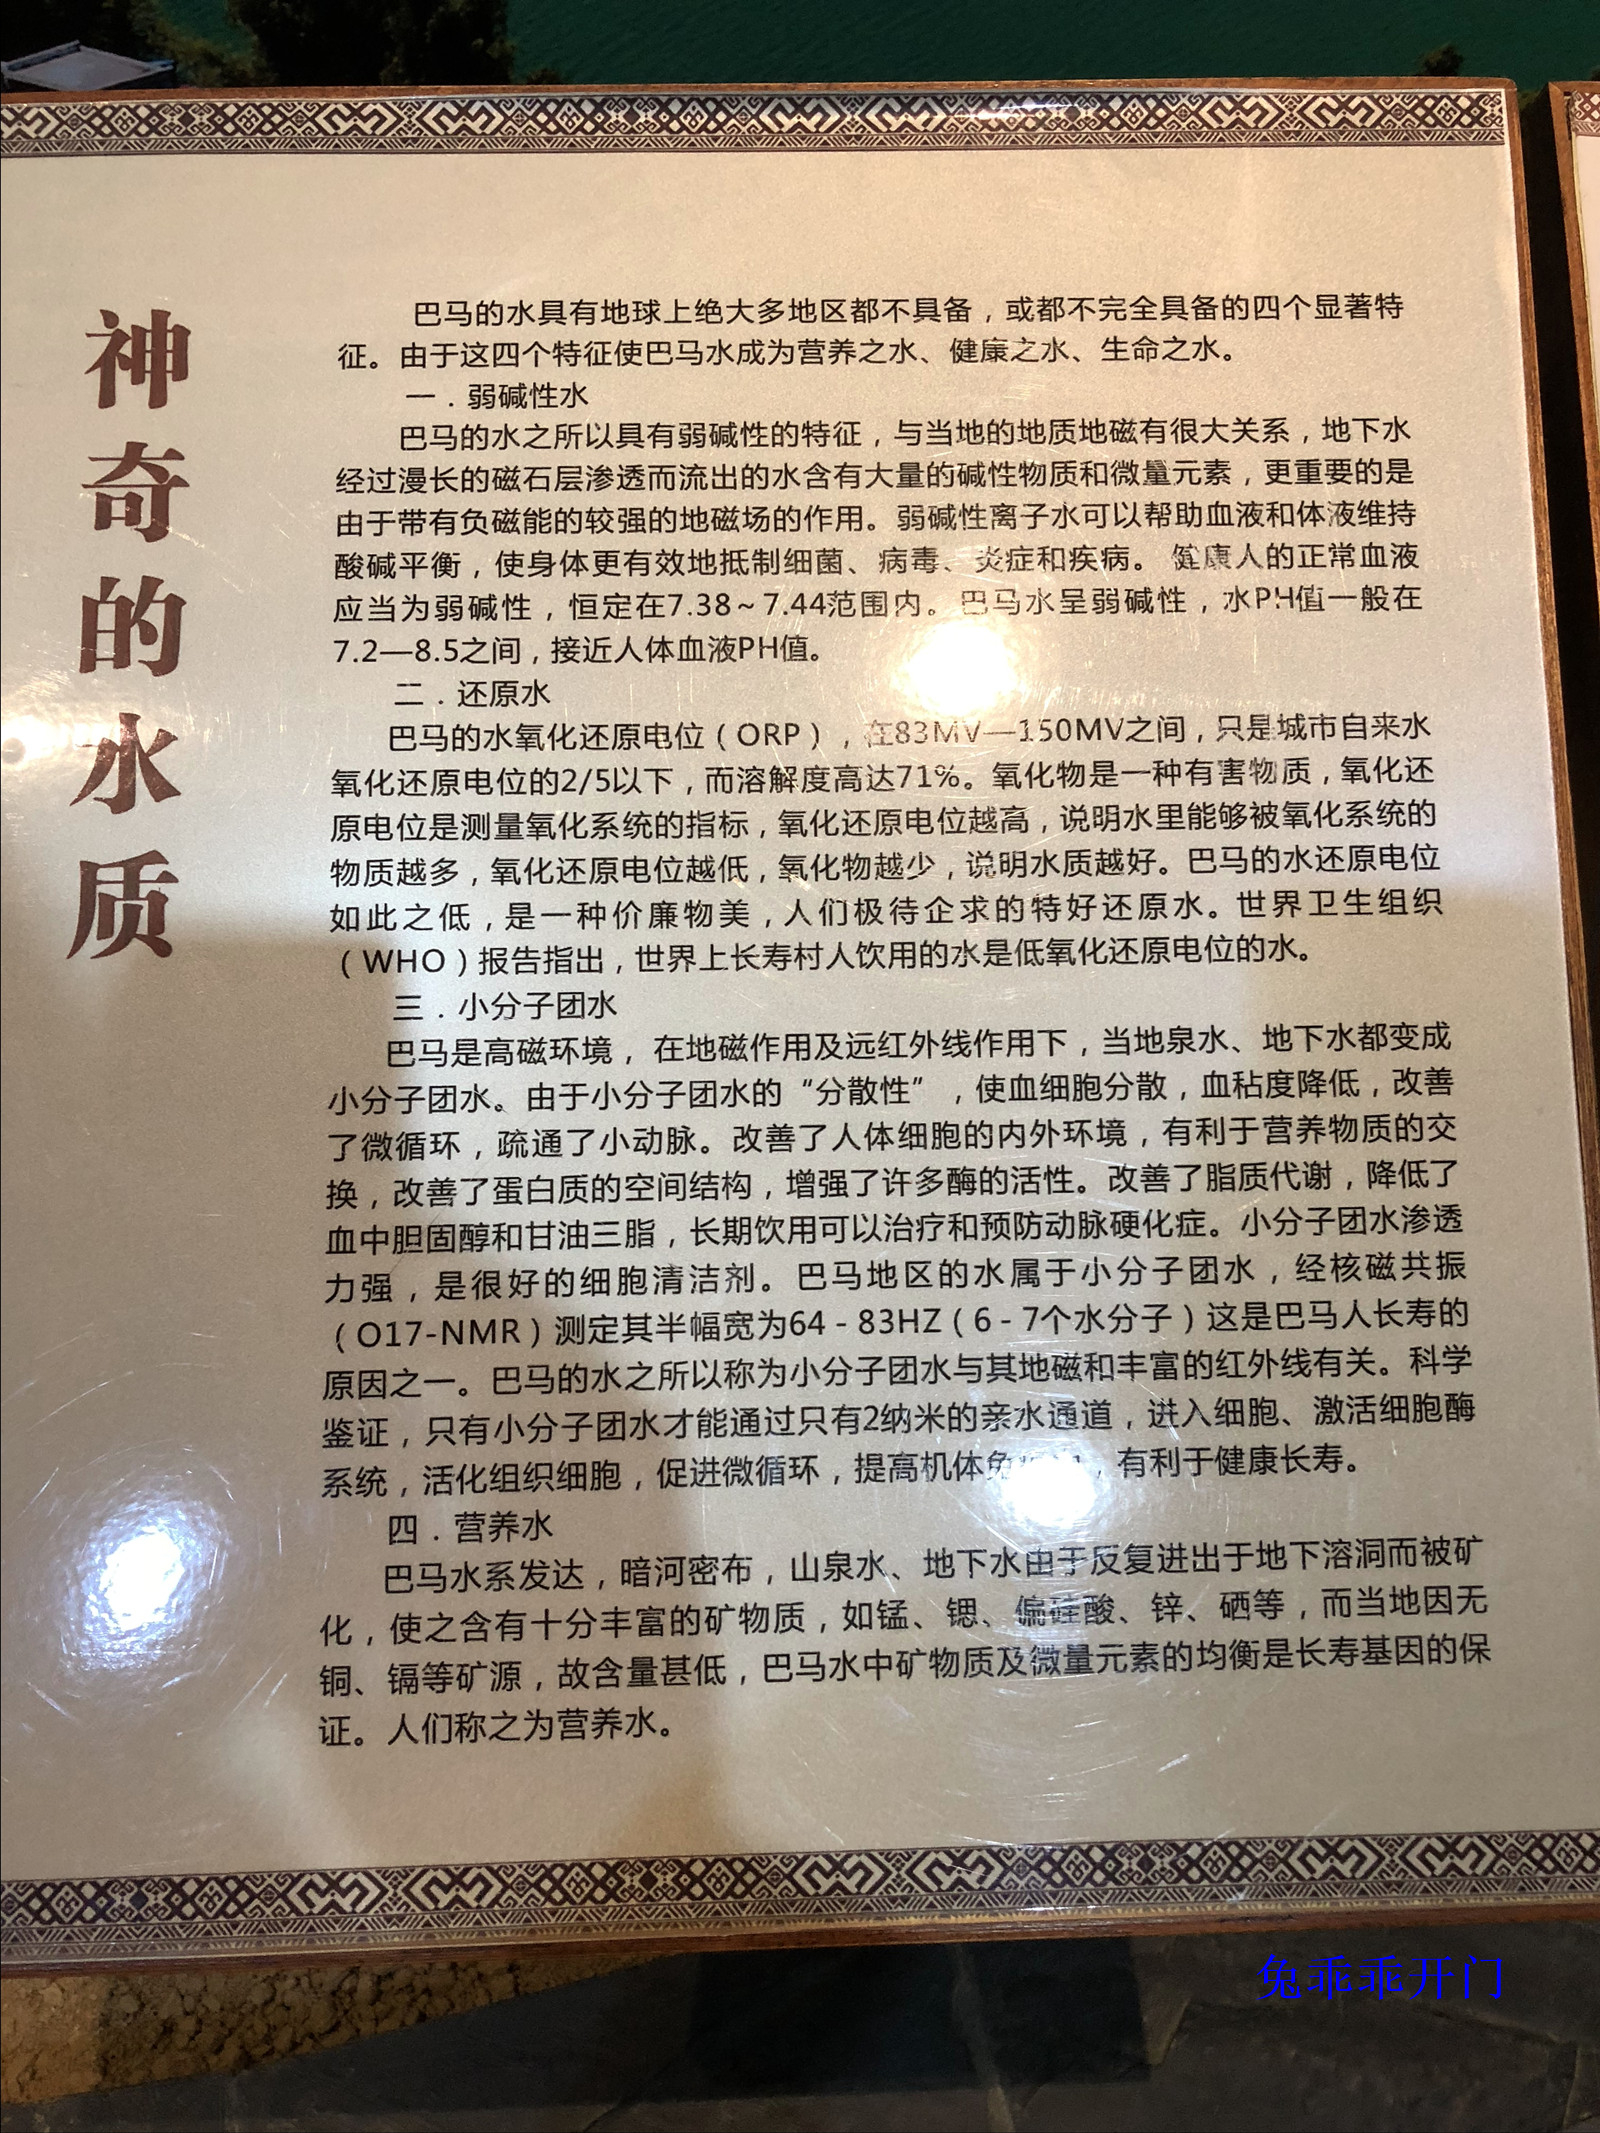 神奇的水质
巴马的水具有地球上绝大多地区都不具备，或都不完全具备的四个显著特
征。由于这四个特征使巴马水成为营养之水、健康之水、生命之水。
一．弱碱性水
巴马的水之所以具有弱碱性的特征，与当地的地质地磁有很大关系，地下水
经过漫长的磁石层渗透而流出的水含有大量的碱性物质和微量元素，更重要的是
由于带有负磁能的较强的地磁场的作用。弱碱性离子水可以帮助血液和体液维持
酸碱平衡，使身体更有效地抵制细菌、病毒、炎症和疾病。 健康人的正常血液
应当为弱碱性，恒定在7.38～7.44范围内。巴马水呈弱碱性，水PH值一般在
7.2—8.5之间，接近人体血液PH值。
二．还原水
巴马的水氧化还原电位（ORP），在83MV—150MV之间，只是城市自来水
氧化还原电位的2/5以下，而溶解度高达71%。氧化物是一种有害物质，氧化还
原电位是测量氧化系统的指标，氧化还原电位越高，说明水里能够被氧化系统的
物质越多，氧化还原电位越低，氧化物越少，说明水质越好。巴马的水还原电位
如此之低，是一种价廉物美，人们极待企求的特好还原水。世界卫生组织
（WHO）报告指出，世界上长寿村人饮用的水是低氧化还原电位的水。
三．小分子团水
巴马是高磁环境， 在地磁作用及远红外线作用下，当地泉水、地下水都变成
小分子团水。由于小分子团水的“分散性”，使血细胞分散，血粘度降低，改善
了微循环，疏通了小动脉。改善了人体细胞的内外环境，有利于营养物质的交
换，改善了蛋白质的空间结构，增强了许多酶的活性。改善了脂质代谢，降低了
血中胆固醇和甘油三脂，长期饮用可以治疗和预防动脉硬化症。小分子团水渗透
力强，是很好的细胞清洁剂。巴马地区的水属于小分子团水，经核磁共振
（O17-NMR）测定其半幅宽为64－83HZ（6－7个水分子）这是巴马人长寿的
原因之一。巴马的水之所以称为小分子团水与其地磁和丰富的红外线有关。科学
鉴证，只有小分子团水才能通过只有2纳米的亲水通道，进入细胞、激活细胞酶
系统，活化组织细胞，促进微循环，提高机体免，有利于健康长寿。
四．营养水
巴马水系发达，暗河密布，山泉水、地下水由于反复进出于地下溶洞而被矿
化，使之含有十分丰富的矿物质，如锰、锶、偏硅酸、锌、硒等，而当地因无
铜、镉等矿源，故含量甚低，巴马水中矿物质及微量元素的均衡是长寿基因的保
证。人们称之为营养水。
兔乖乖开门